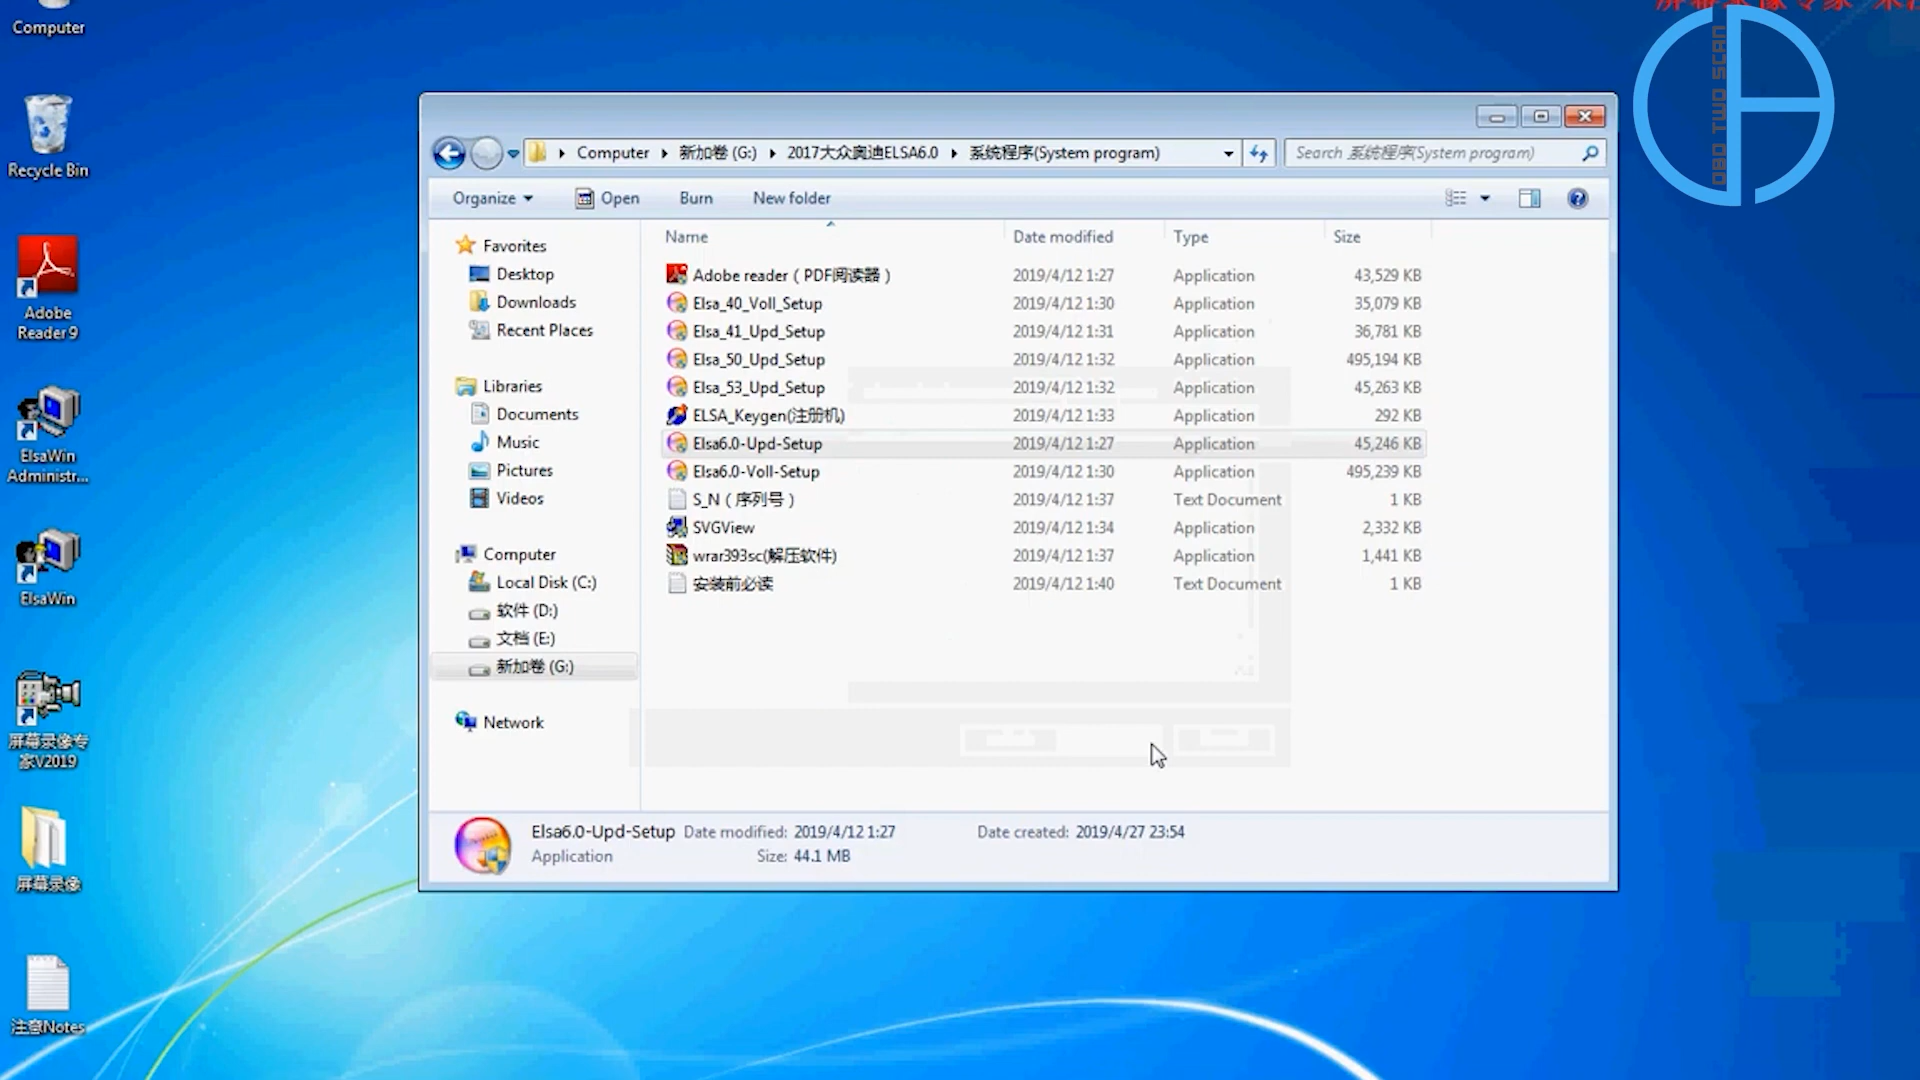 Computer
Recycle Bin
Adobe
Reader 9
ElsaWin
Administr...
ElsaWin
屏幕录像专
家V2019
屏幕录像
注意Notes
OBD TWO SCAN
Computer 新加卷 (G:) 2017大众奥迪ELSA6.0 系统程序(System program)
Search 系统程序(System program)
Organize Open Burn New folder
Favorites
Desktop
Downloads
Recent Places
Libraries
Documents
Music
Pictures
Videos
Computer
Local Disk (C:)
软件 (D:)
文档 (E:)
新加卷 (G:)
Network
Name Date modified Type Size
Adobe reader（PDF阅读器） 2019/4/12 1:27 Application 43,529 KB
Elsa_40_Voll_Setup 2019/4/12 1:30 Application 35,079 KB
Elsa_41_Upd_Setup 2019/4/12 1:31 Application 36,781 KB
Elsa_50_Upd_Setup 2019/4/12 1:32 Application 495,194 KB
Elsa_53_Upd_Setup 2019/4/12 1:32 Application 45,263 KB
ELSA_Keygen(注册机) 2019/4/12 1:33 Application 292 KB
Elsa6.0-Upd-Setup 2019/4/12 1:27 Application 45,246 KB
Elsa6.0-Voll-Setup 2019/4/12 1:30 Application 495,239 KB
S_N（序列号） 2019/4/12 1:37 Text Document 1 KB
SVGView 2019/4/12 1:34 Application 2,332 KB
wrar393sc(解压软件) 2019/4/12 1:37 Application 1,441 KB
安装前必读 2019/4/12 1:40 Text Document 1 KB
Elsa6.0-Upd-Setup Date modified: 2019/4/12 1:27 Date created: 2019/4/27 23:54
Application Size: 44.1 MB